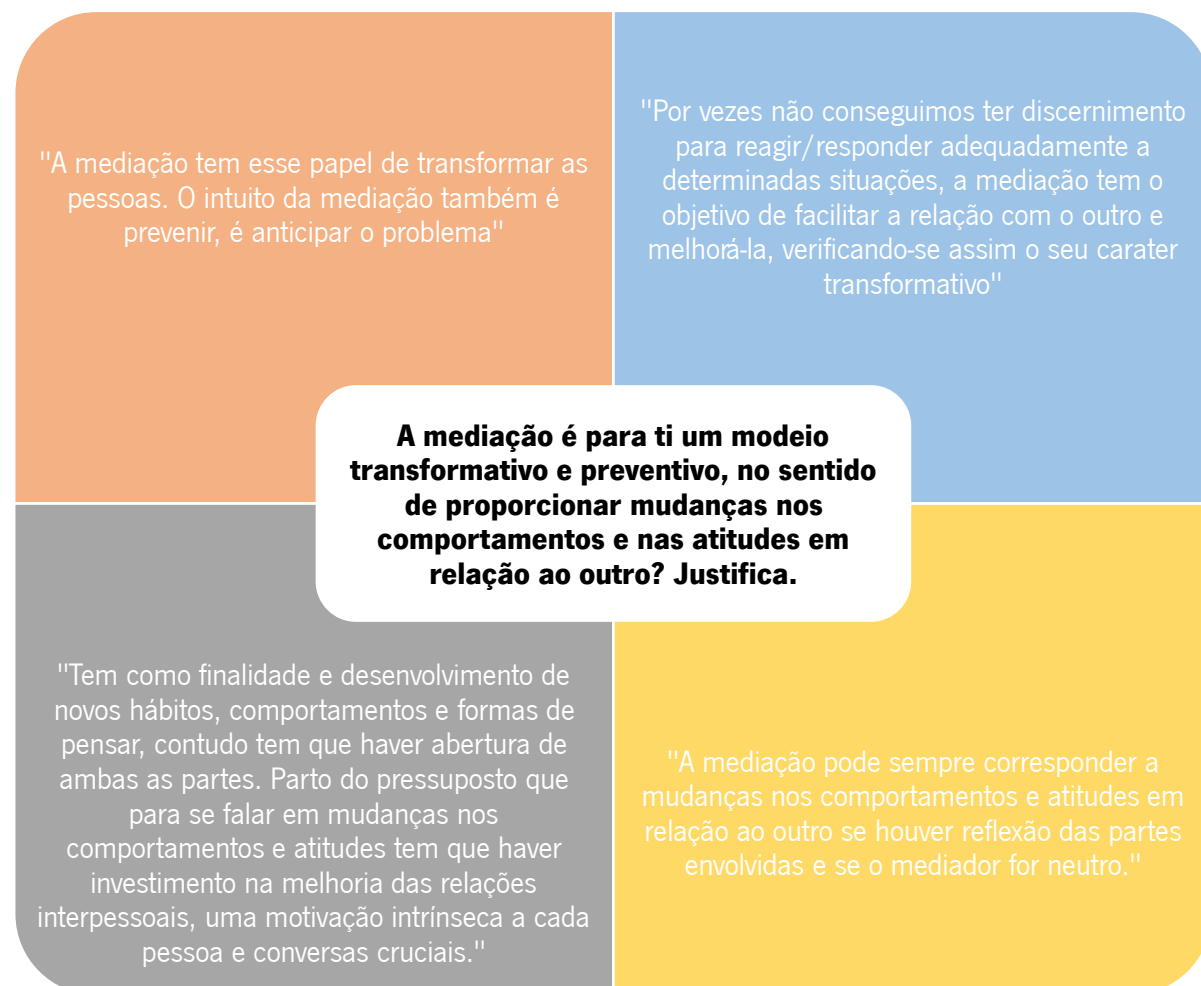 "A mediação tem esse papel de transformar as
pessoas. O intuito da mediação também é
prevenir, é anticipar o problema"
"Por vezes não conseguimos ter discernimento
para reagir/responder adequadamente a
determinadas situações, a mediação tem o
objetivo de facilitar a relação com o outro e
melhorá-la, verificando-se assim o seu carater
transformativo"
A mediação é para ti um modeio
transformativo e preventivo, no sentido
de proporcionar mudanças nos
comportamentos e nas atitudes em
relação ao outro? Justifica.
"Tem como finalidade e desenvolvimento de
novos hábitos, comportamentos e formas de
pensar, contudo tem que haver abertura de
ambas as partes. Parto do pressuposto que
para se falar em mudanças nos
comportamentos e atitudes tem que haver
investimento na melhoria das relações
interpessoais, uma motivação intrínseca a cada
pessoa e conversas cruciais."
"A mediação pode sempre corresponder a
mudanças nos comportamentos e atitudes em
relação ao outro se houver reflexão das partes
envolvidas e se o mediador for neutro."